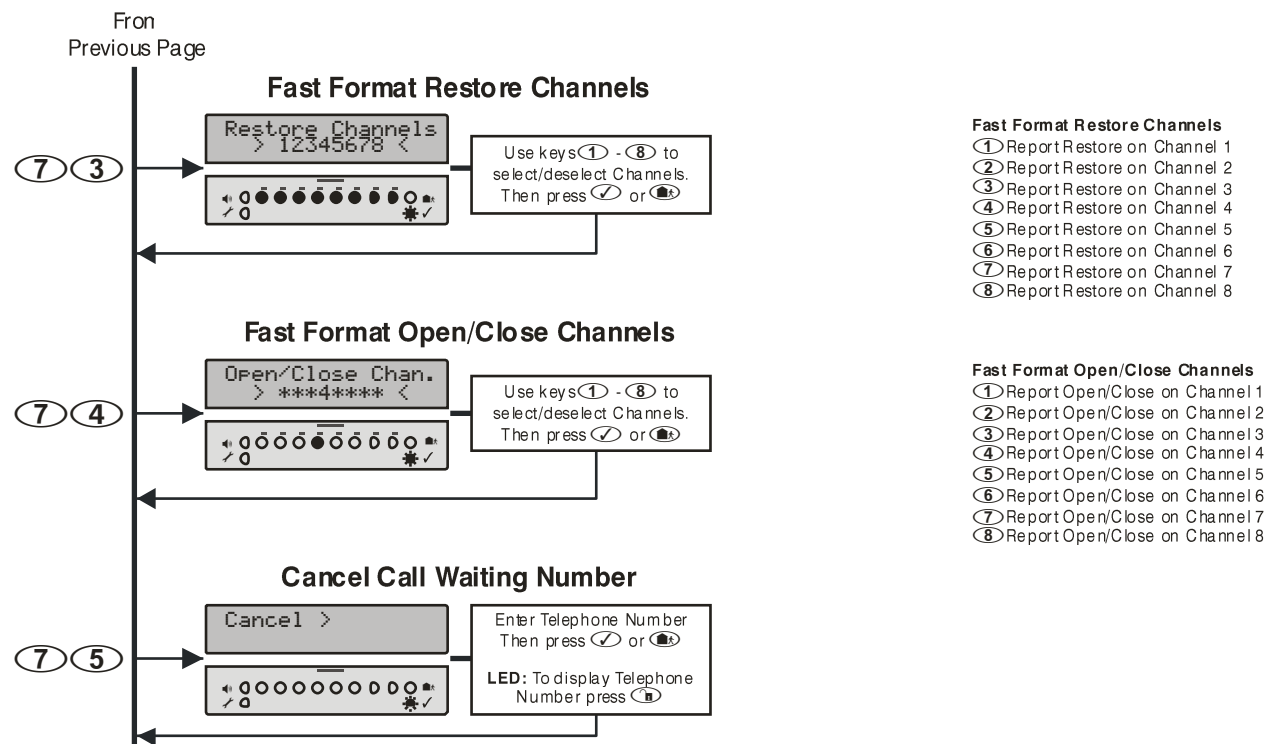 Fron
Previous Page
Fast Format Restore Channels
7 3
Restore Channels
> 12345678 <
Use keys 1 - 8 to
select/deselect Channels.
Then press ✓ or
Fast Format Restore Channels
1 Report Restore on Channel 1
2 Report Restore on Channel 2
3 Report Restore on Channel 3
4 Report Restore on Channel 4
5 Report Restore on Channel 5
6 Report Restore on Channel 6
7 Report Restore on Channel 7
8 Report Restore on Channel 8
Fast Format Open/Close Channels
7 4
Open/Close Chan.
> ***4**** <
Use keys 1 - 8 to
select/deselect Channels.
Then press ✓ or
Fast Format Open/Close Channels
1 Report Open/Close on Channel 1
2 Report Open/Close on Channel 2
3 Report Open/Close on Channel 3
4 Report Open/Close on Channel 4
5 Report Open/Close on Channel 5
6 Report Open/Close on Channel 6
7 Report Open/Close on Channel 7
8 Report Open/Close on Channel 8
Cancel Call Waiting Number
7 5
Cancel >
Enter Telephone Number
Then press ✓ or
LED: To display Telephone
Number press